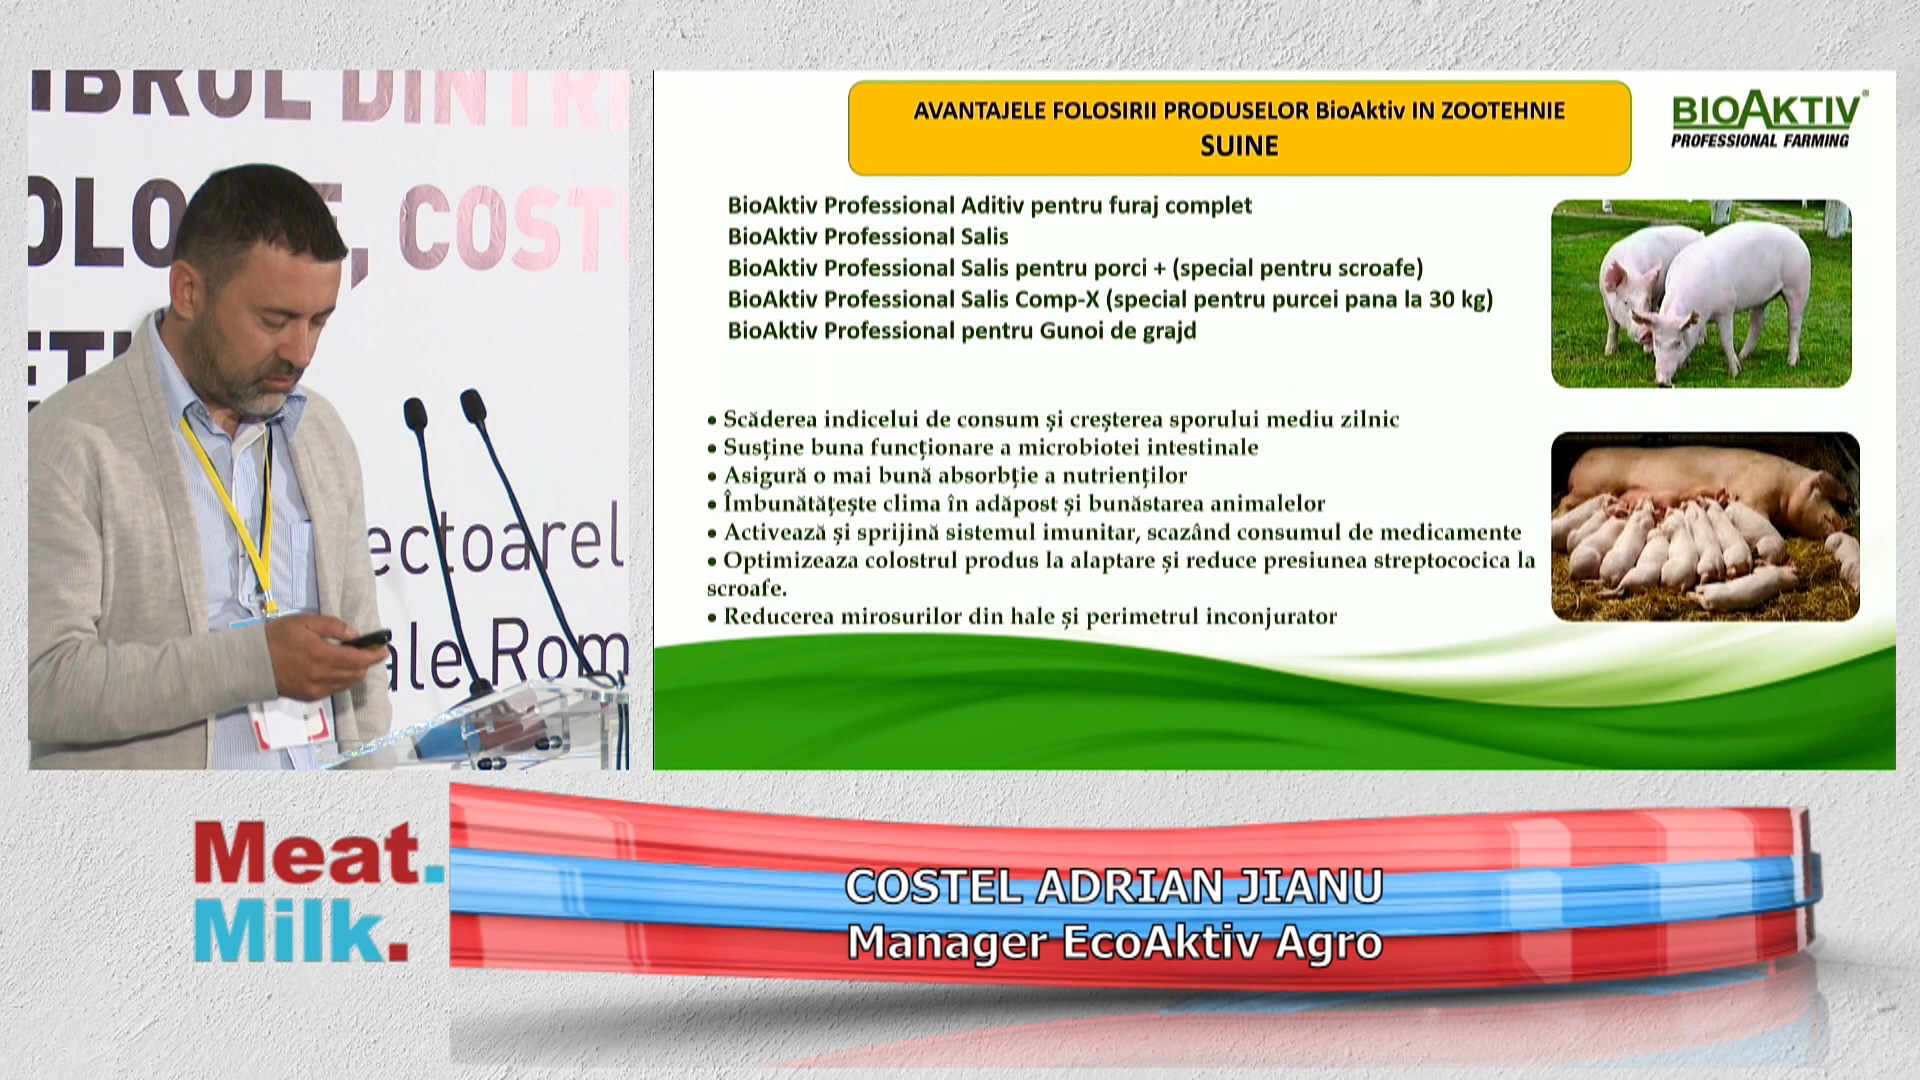 IBRUL DINTRE
COSTU
ectoarel
ale Rom
AVANTAJELE FOLOSIRII PRODUSELOR BioAktiv IN ZOOTEHNIE
SUINE
BIOAKTIV®
PROFESSIONAL FARMING
BioAktiv Professional Aditiv pentru furaj complet
BioAktiv Professional Salis
BioAktiv Professional Salis pentru porci + (special pentru scroafe)
BioAktiv Professional Salis Comp-X (special pentru purcei pana la 30 kg)
BioAktiv Professional pentru Gunoi de grajd
• Scăderea indicelui de consum și creșterea sporului mediu zilnic
• Susține buna funcționare a microbiotei intestinale
• Asigură o mai bună absorbție a nutrienților
• Îmbunătățește clima în adăpost și bunăstarea animalelor
• Activează și sprijină sistemul imunitar, scazând consumul de medicamente
• Optimizeaza colostrul produs la alaptare și reduce presiunea streptococica la
scroafe.
• Reducerea mirosurilor din hale și perimetrul inconjurator
Meat.
Milk.
COSTEL ADRIAN JIANU
Manager EcoAktiv Agro